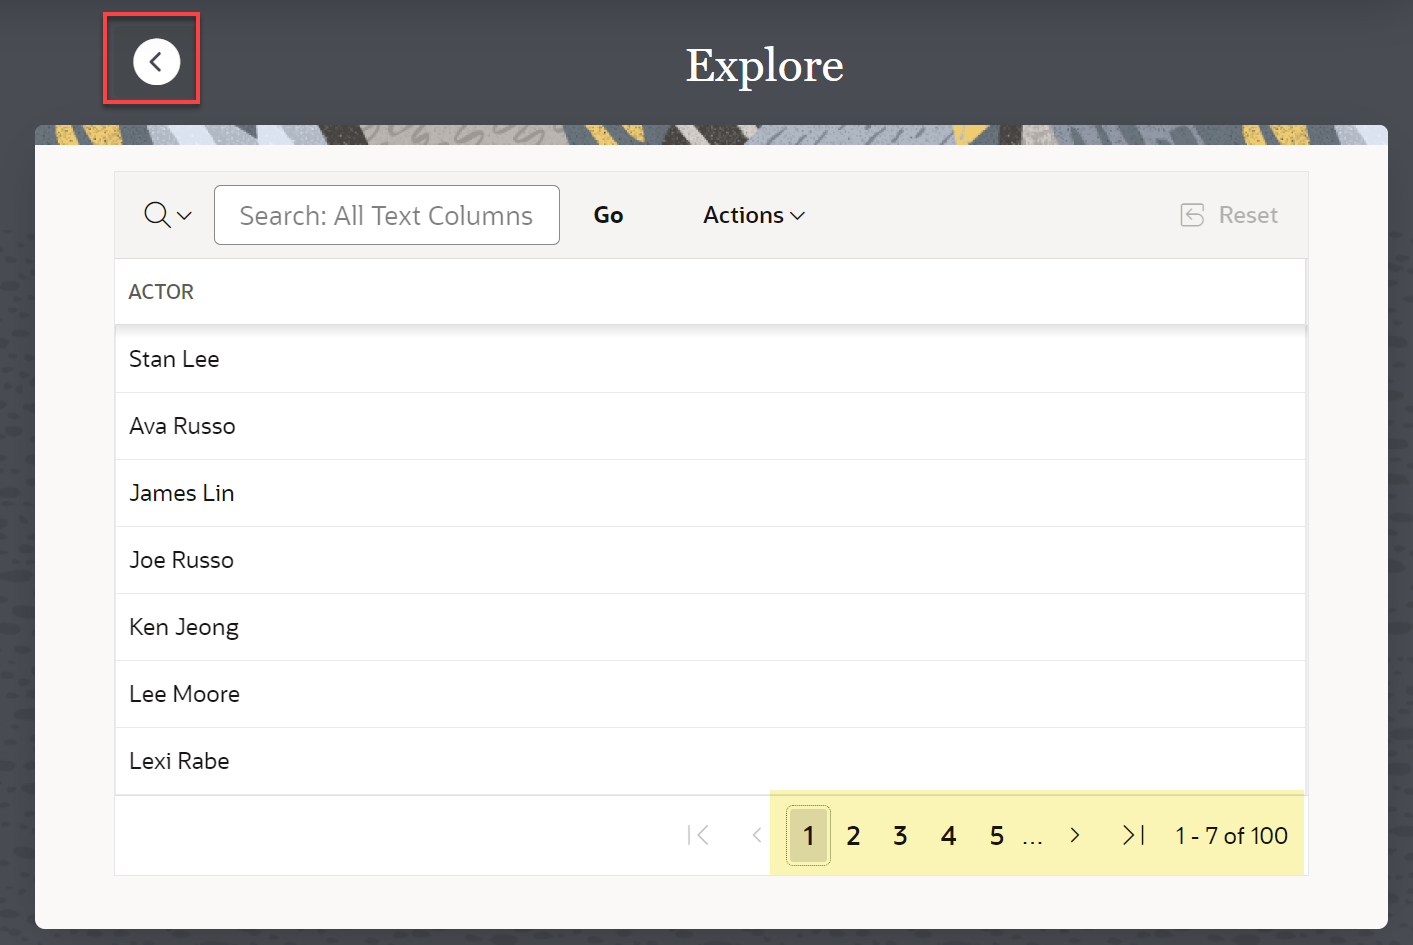 Explore
Search: All Text Columns Go Actions Reset
ACTOR
Stan Lee
Ava Russo
James Lin
Joe Russo
Ken Jeong
Lee Moore
Lexi Rabe
1 2 3 4 5 ... 1 - 7 of 100